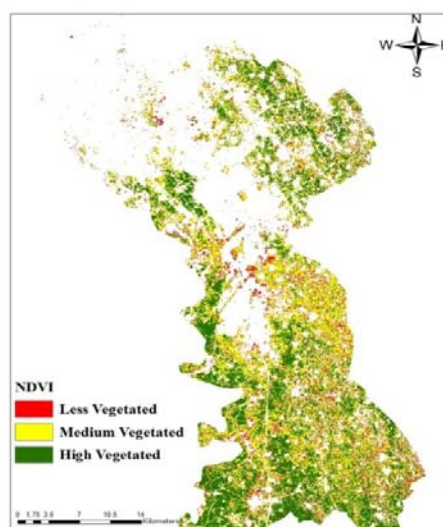 N
W E
S
NDVI
Less Vegetated
Medium Vegetated
High Vegetated
0 1.75 3.5 7 10.5 14
Kilometers